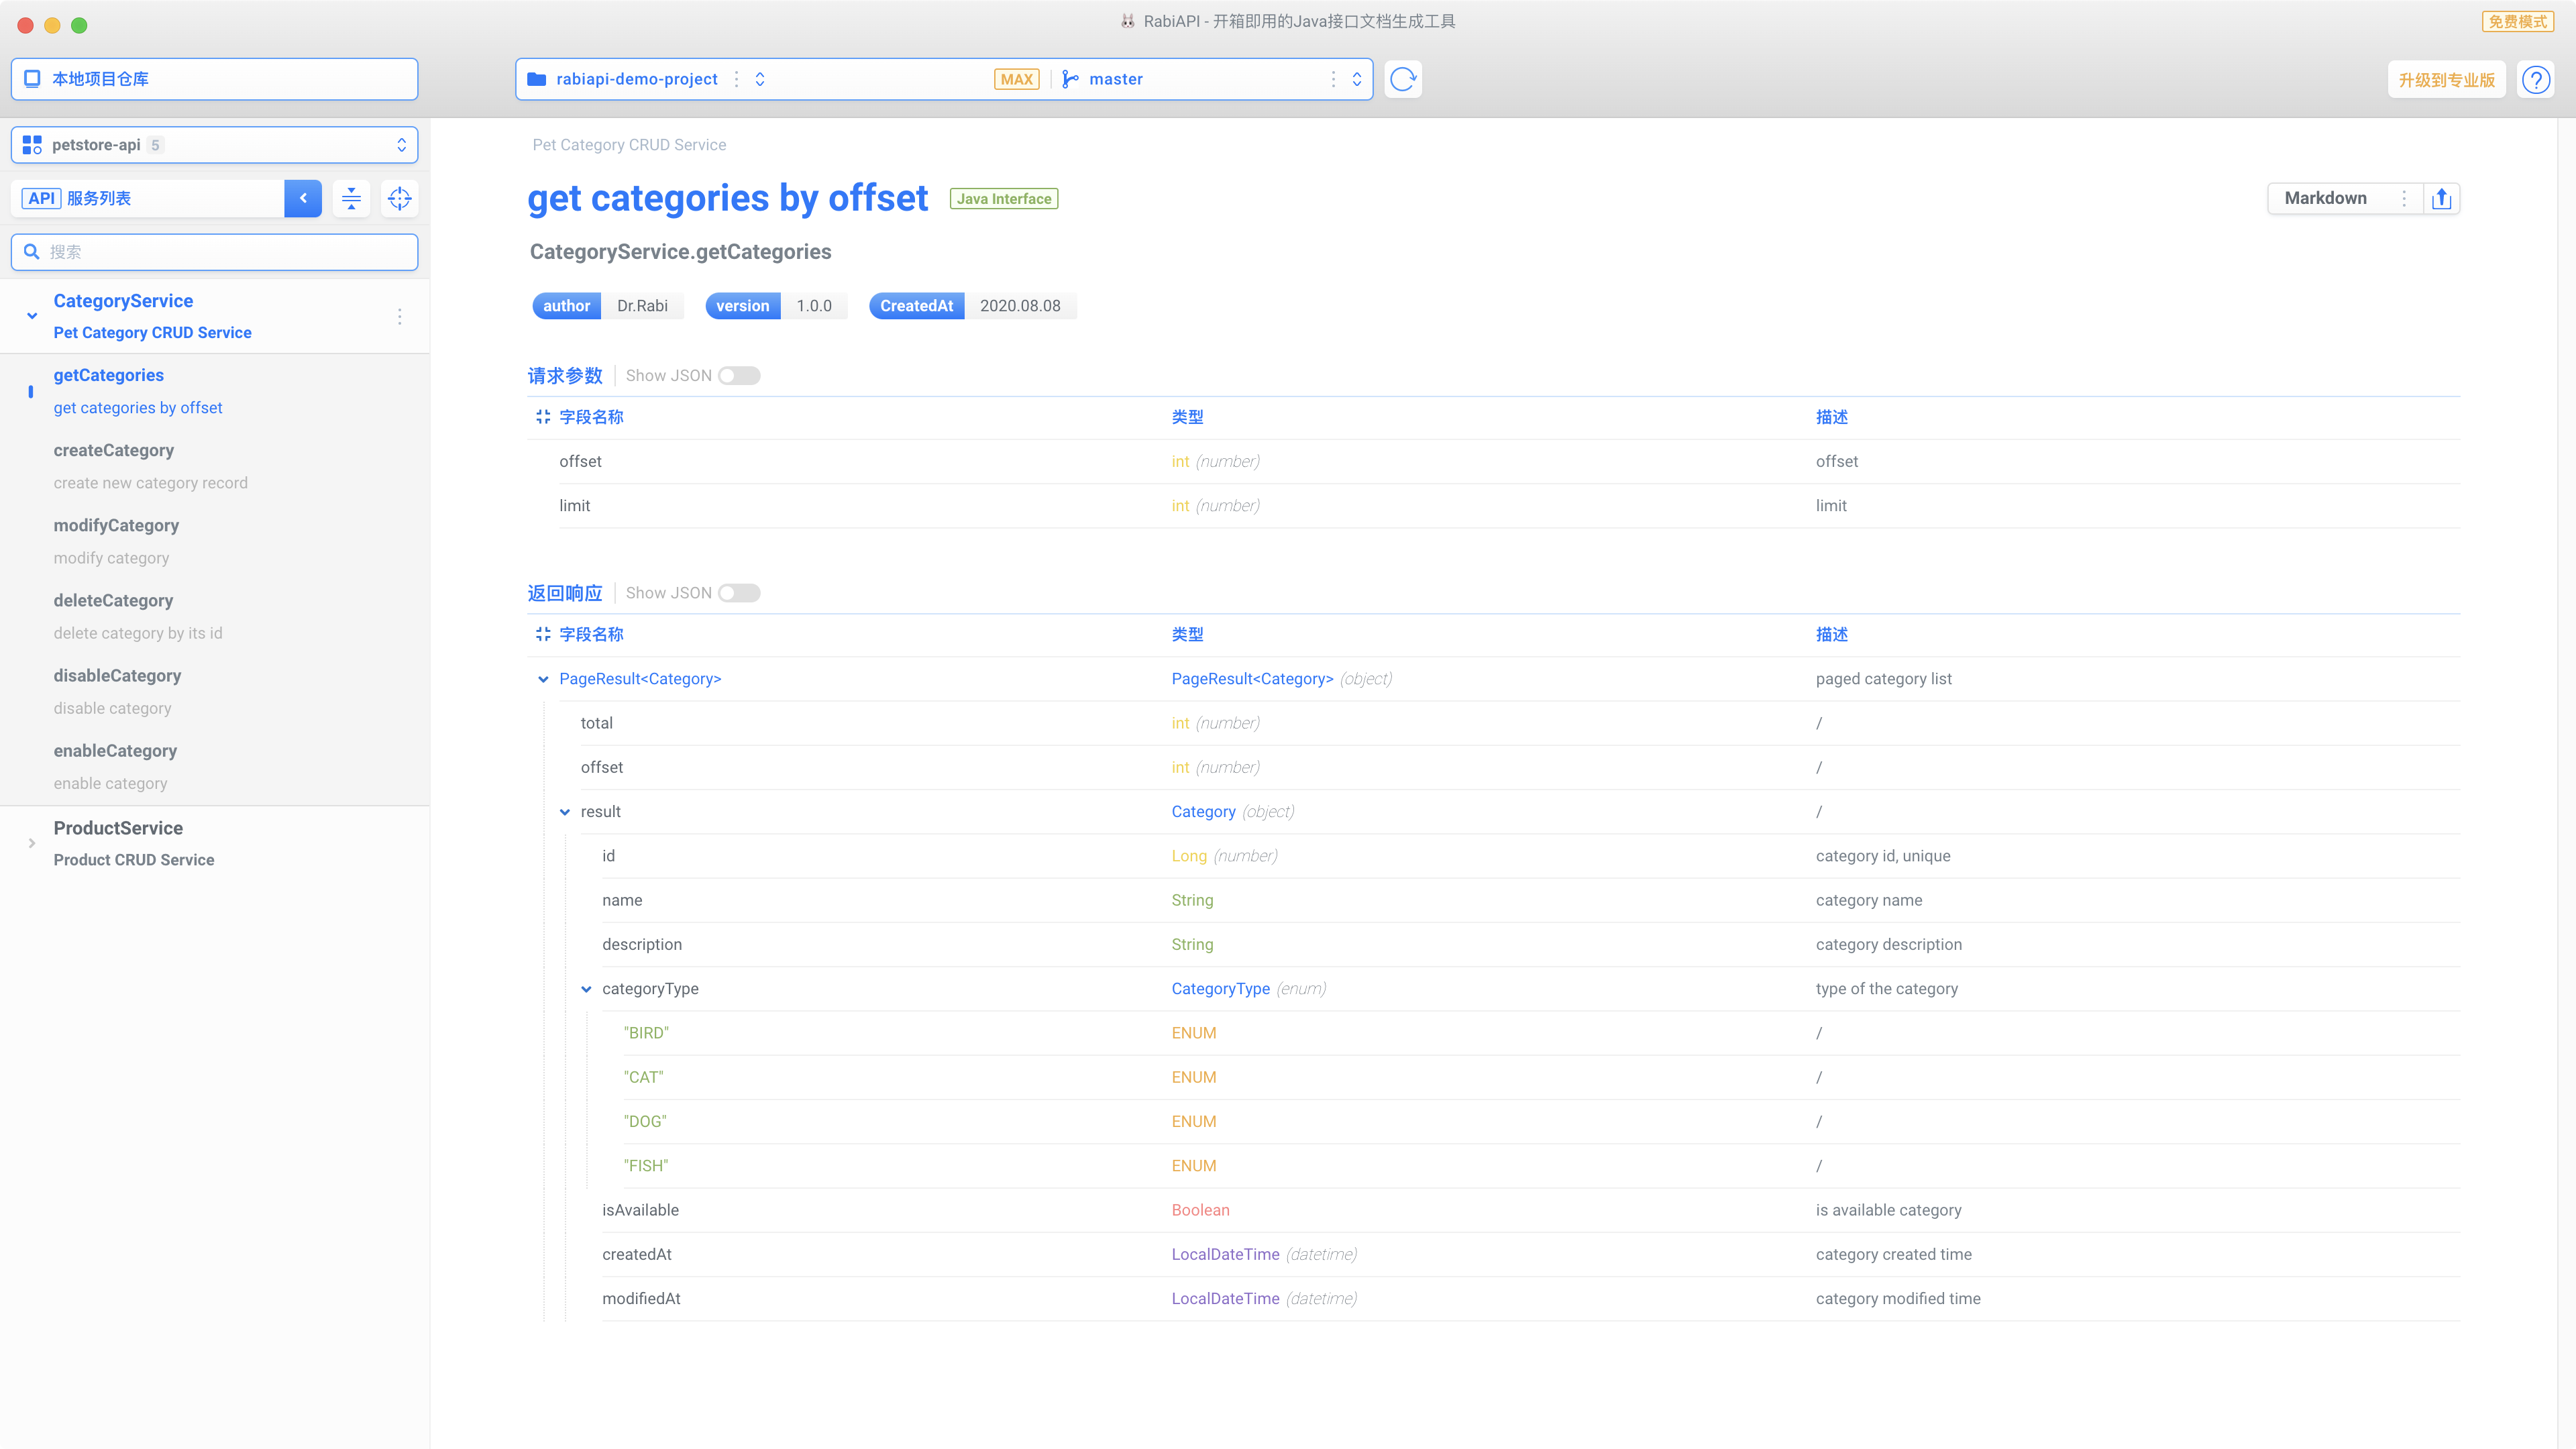 RabiAPI - 开箱即用的Java接口文档生成工具
免费模式
本地项目仓库
rabiapi-demo-project MAX master
升级到专业版
petstore-api 5
API 服务列表
搜索
CategoryService
Pet Category CRUD Service
getCategories
get categories by offset
createCategory
create new category record
modifyCategory
modify category
deleteCategory
delete category by its id
disableCategory
disable category
enableCategory
enable category
ProductService
Product CRUD Service
Pet Category CRUD Service
get categories by offset Java Interface
Markdown
CategoryService.getCategories
author Dr.Rabi version 1.0.0 CreatedAt 2020.08.08
请求参数 Show JSON
字段名称 类型 描述
offset int (number) offset
limit int (number) limit
返回响应 Show JSON
字段名称 类型 描述
PageResult<Category> PageResult<Category> (object) paged category list
total int (number) /
offset int (number) /
result Category (object) /
id Long (number) category id, unique
name String category name
description String category description
categoryType CategoryType (enum) type of the category
"BIRD" ENUM /
"CAT" ENUM /
"DOG" ENUM /
"FISH" ENUM /
isAvailable Boolean is available category
createdAt LocalDateTime (datetime) category created time
modifiedAt LocalDateTime (datetime) category modified time